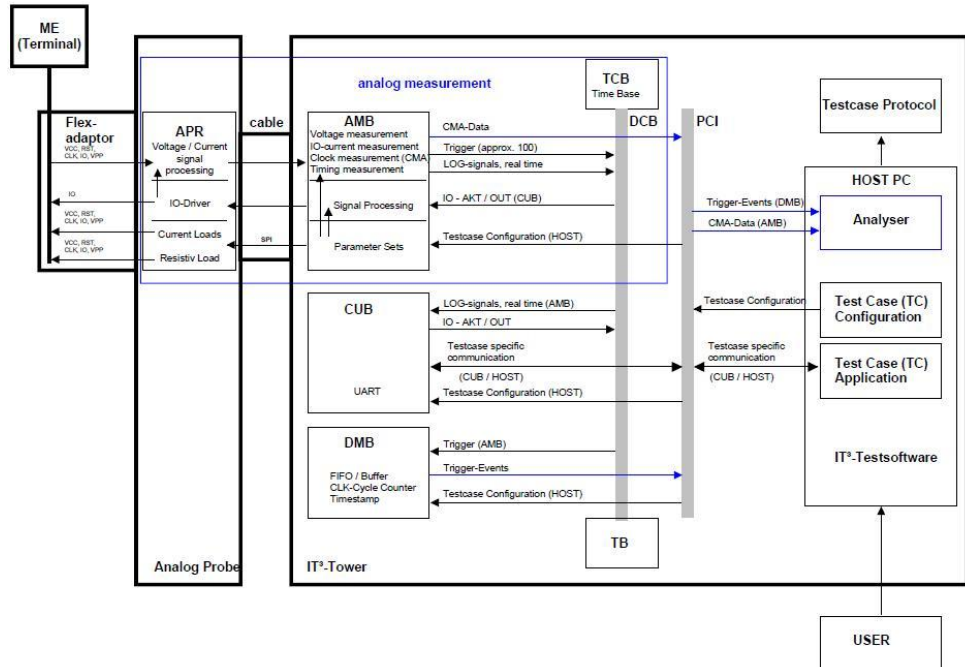 ME
(Terminal)
Flex-
adaptor
VCC, RST,
CLK, IO, VPP
IO
VCC, RST,
CLK, IO, VPP
VCC, RST,
CLK, IO, VPP
analog measurement
APR
Voltage / Current
signal
processing
IO-Driver
Current Loads
Resistiv Load
cable
SPI
AMB
Voltage measurement
IO-current measurement
Clock measurement (CMA)
Timing measurement
Signal Processing
Parameter Sets
CMA-Data
Trigger (approx. 100)
LOG-signals, real time
IO - AKT / OUT (CUB)
Testcase Configuration (HOST)
TCB
Time Base
DCB
PCI
CUB
UART
LOG-signals, real time (AMB)
IO - AKT / OUT
Testcase specific
communication
(CUB / HOST)
Testcase Configuration (HOST)
DMB
FIFO / Buffer
CLK-Cycle Counter
Timestamp
Trigger (AMB)
Trigger-Events
Testcase Configuration (HOST)
TB
Testcase Protocol
HOST PC
Trigger-Events (DMB)
CMA-Data (AMB)
Analyser
Testcase Configuration
Test Case (TC)
Configuration
Testcase specific
communication
(CUB / HOST)
Test Case (TC)
Application
IT³-Testsoftware
Analog Probe
IT³-Tower
USER